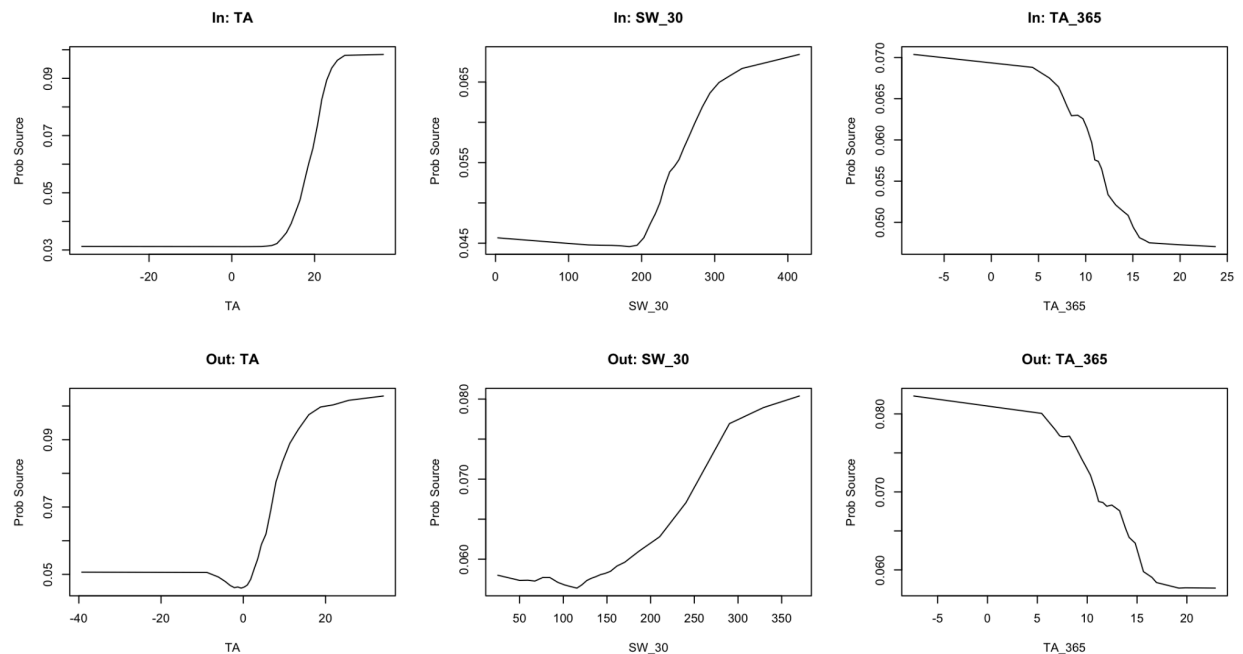 In: TA
In: SW_30
In: TA_365
Prob Source
0.03
0.05
0.07
0.09
-20
0
20
TA
Prob Source
0.045
0.055
0.065
0
100
200
300
400
SW_30
Prob Source
0.050
0.055
0.060
0.065
0.070
-5
0
5
10
15
20
25
TA_365
Out: TA
Out: SW_30
Out: TA_365
Prob Source
0.05
0.07
0.09
-40
-20
0
20
TA
Prob Source
0.060
0.070
0.080
50
100
150
200
250
300
350
SW_30
Prob Source
0.060
0.070
0.080
-5
0
5
10
15
20
TA_365